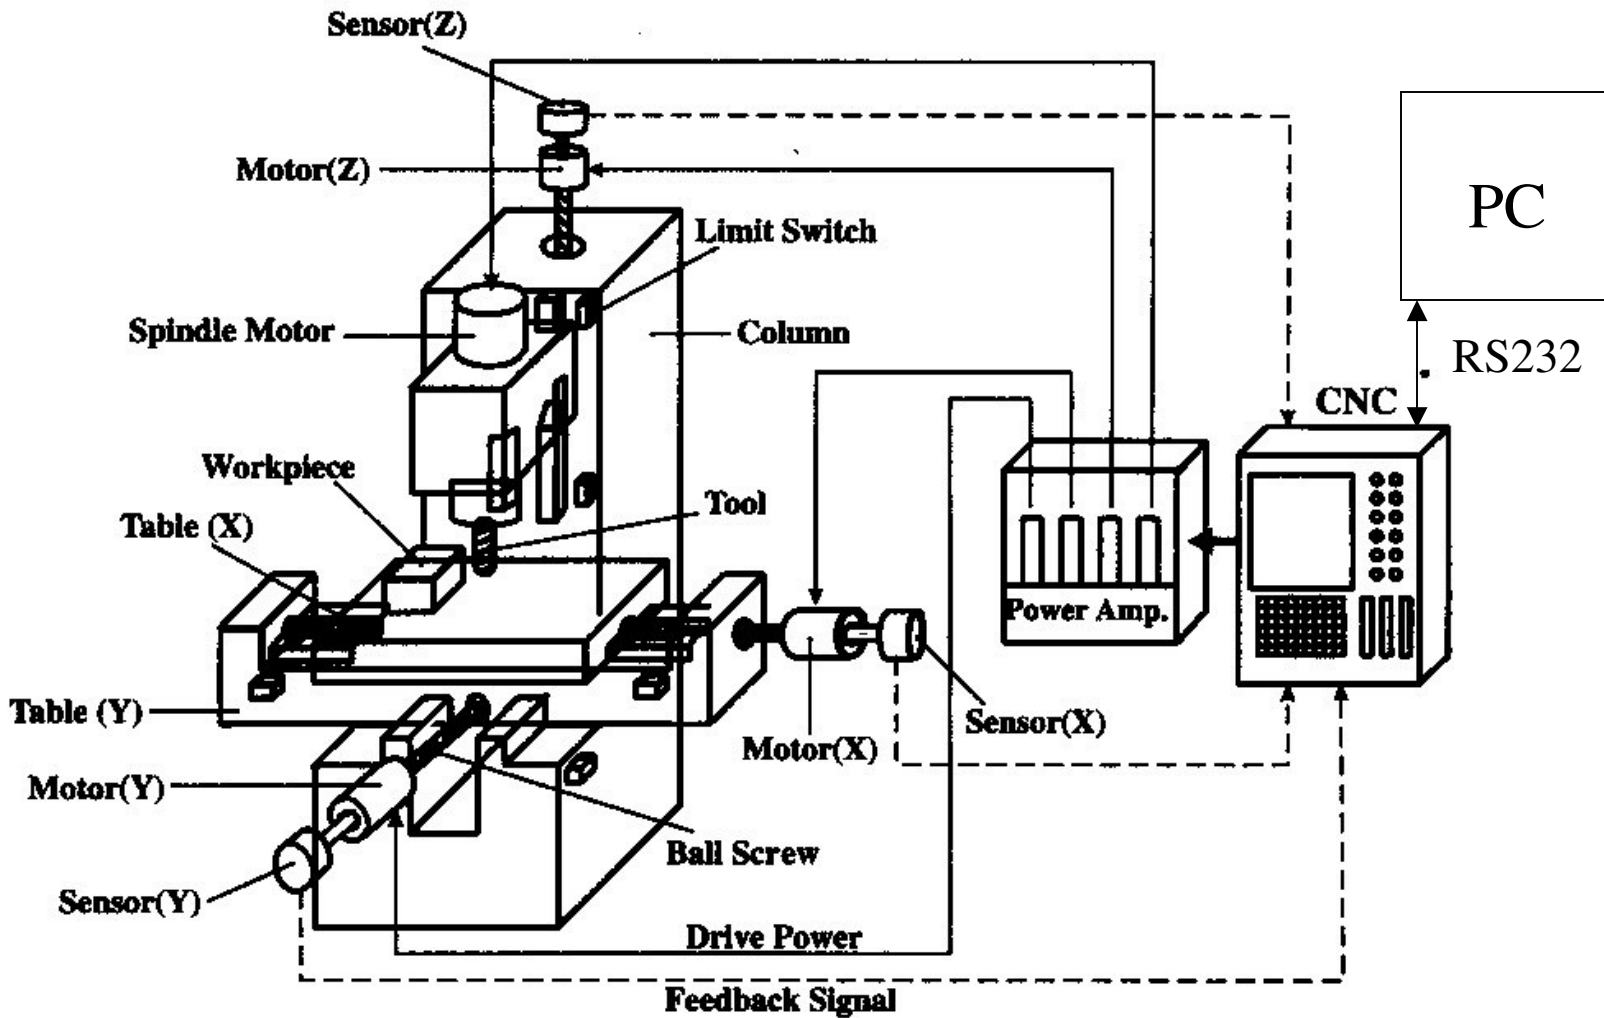 Sensor(Z)
Motor(Z)
PC
Limit Switch
Spindle Motor
Column
RS232
CNC
Workpiece
Tool
Table (X)
Power Amp.
Table (Y)
Sensor(X)
Motor(X)
Motor(Y)
Ball Screw
Sensor(Y)
Drive Power
Feedback Signal